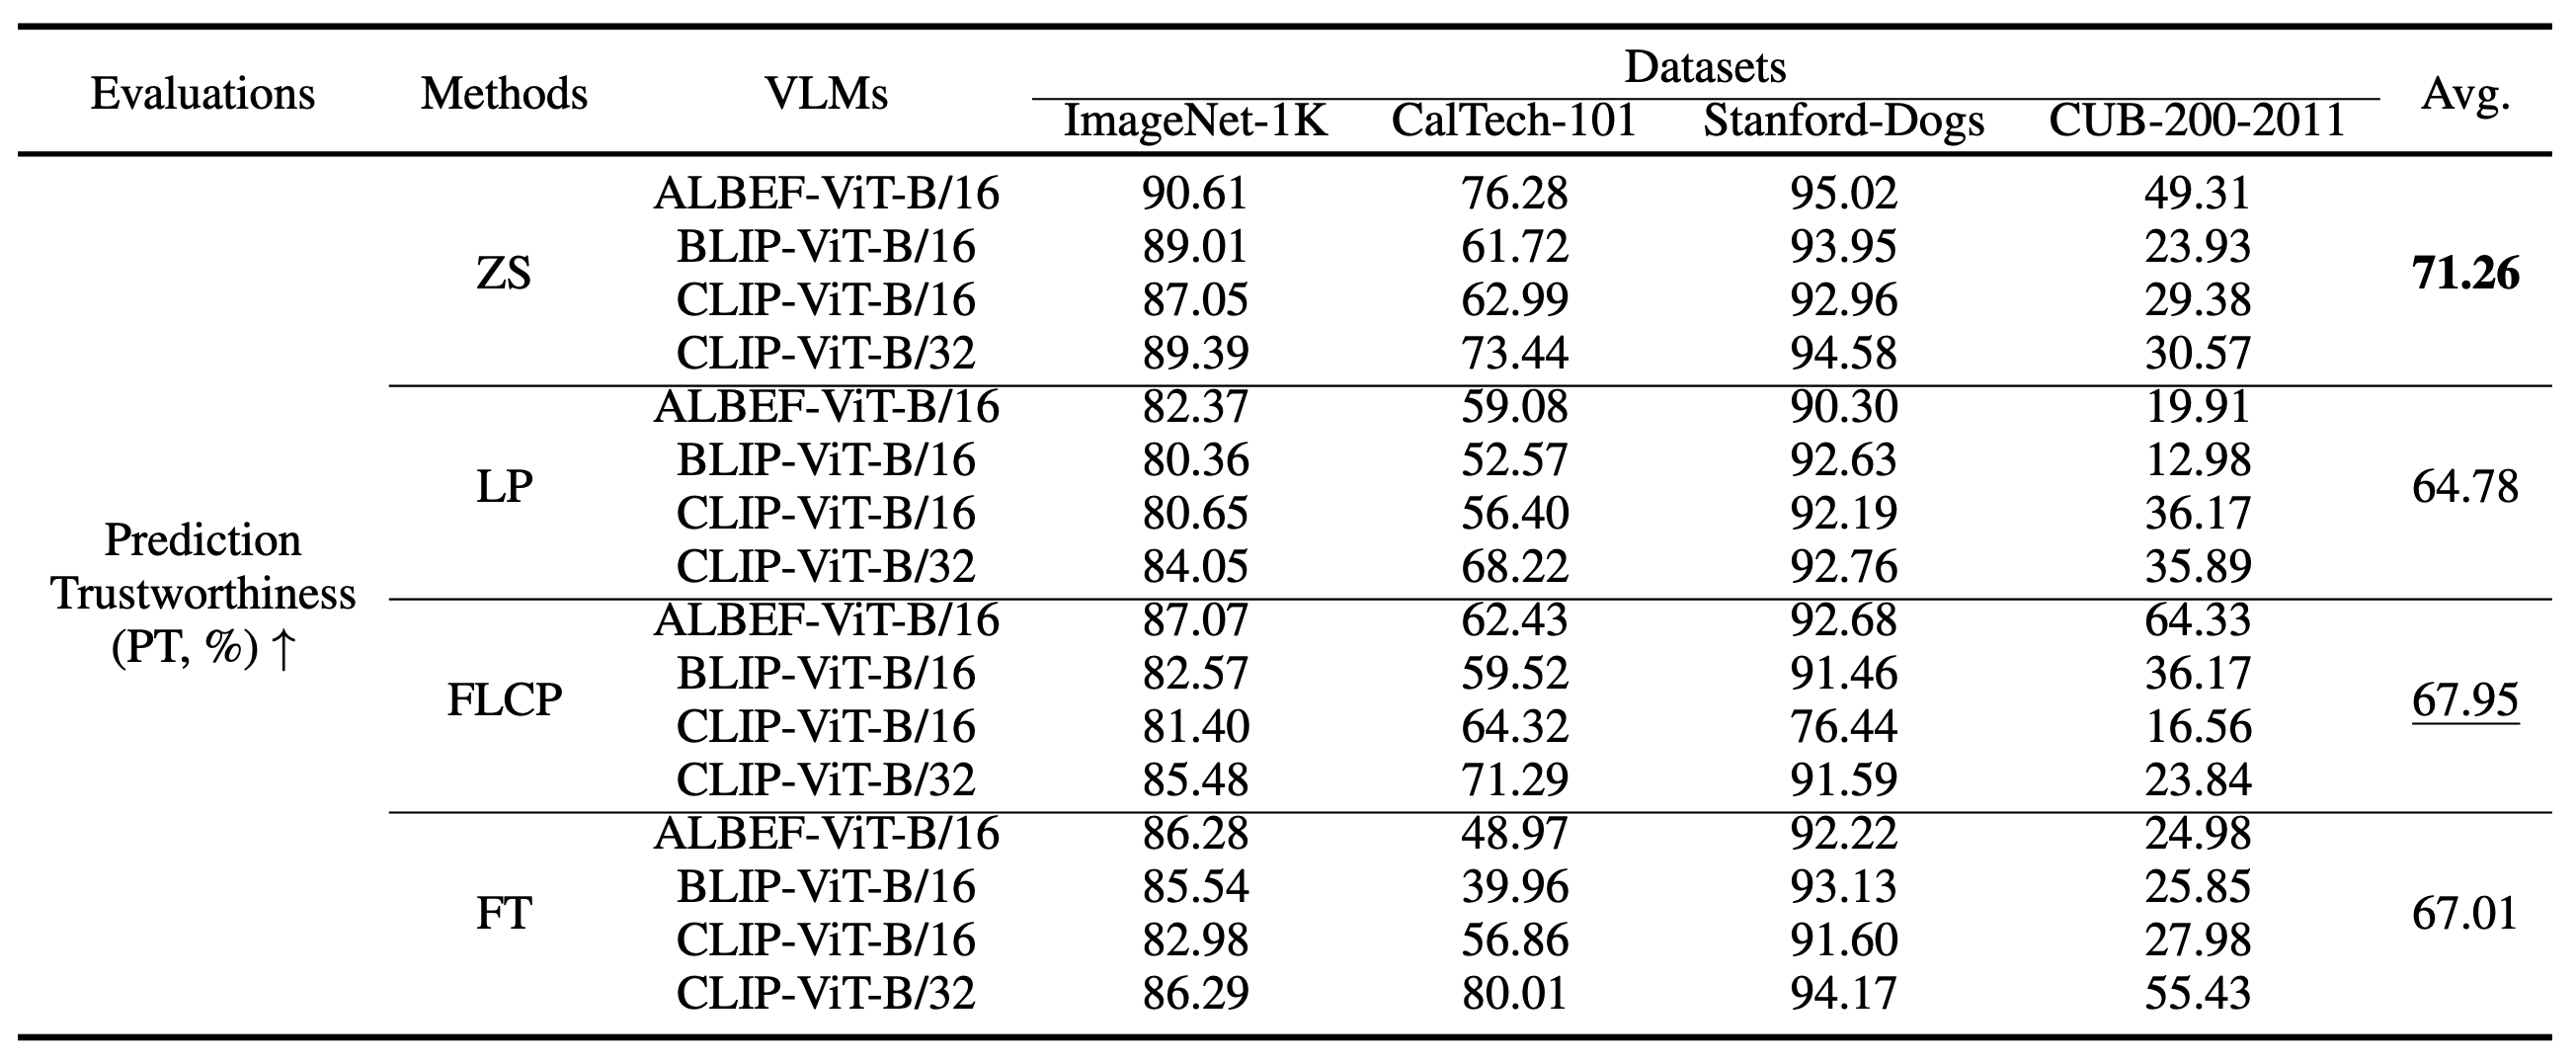 Evaluations Methods VLMs Datasets Avg.
ImageNet-1K CalTech-101 Stanford-Dogs CUB-200-2011
Prediction
Trustworthiness
(PT, %) ↑
ZS
ALBEF-ViT-B/16 90.61 76.28 95.02 49.31
BLIP-ViT-B/16 89.01 61.72 93.95 23.93
CLIP-ViT-B/16 87.05 62.99 92.96 29.38
CLIP-ViT-B/32 89.39 73.44 94.58 30.57
71.26
LP
ALBEF-ViT-B/16 82.37 59.08 90.30 19.91
BLIP-ViT-B/16 80.36 52.57 92.63 12.98
CLIP-ViT-B/16 80.65 56.40 92.19 36.17
CLIP-ViT-B/32 84.05 68.22 92.76 35.89
64.78
FLCP
ALBEF-ViT-B/16 87.07 62.43 92.68 64.33
BLIP-ViT-B/16 82.57 59.52 91.46 36.17
CLIP-ViT-B/16 81.40 64.32 76.44 16.56
CLIP-ViT-B/32 85.48 71.29 91.59 23.84
67.95
FT
ALBEF-ViT-B/16 86.28 48.97 92.22 24.98
BLIP-ViT-B/16 85.54 39.96 93.13 25.85
CLIP-ViT-B/16 82.98 56.86 91.60 27.98
CLIP-ViT-B/32 86.29 80.01 94.17 55.43
67.01